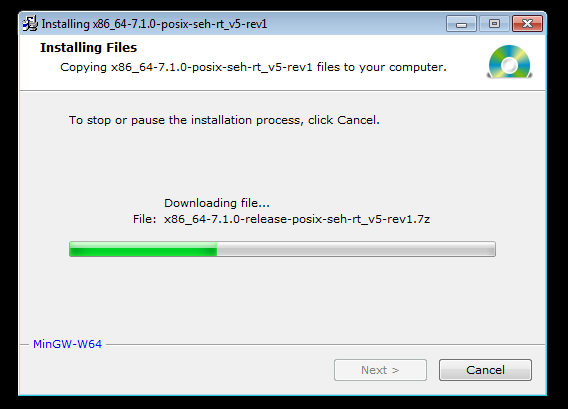 Installing x86_64-7.1.0-posix-seh-rt_v5-rev1
Installing Files
Copying x86_64-7.1.0-posix-seh-rt_v5-rev1 files to your computer.
To stop or pause the installation process, click Cancel.
Downloading file...
File: x86_64-7.1.0-release-posix-seh-rt_v5-rev1.7z
MinGW-W64
Next >
Cancel